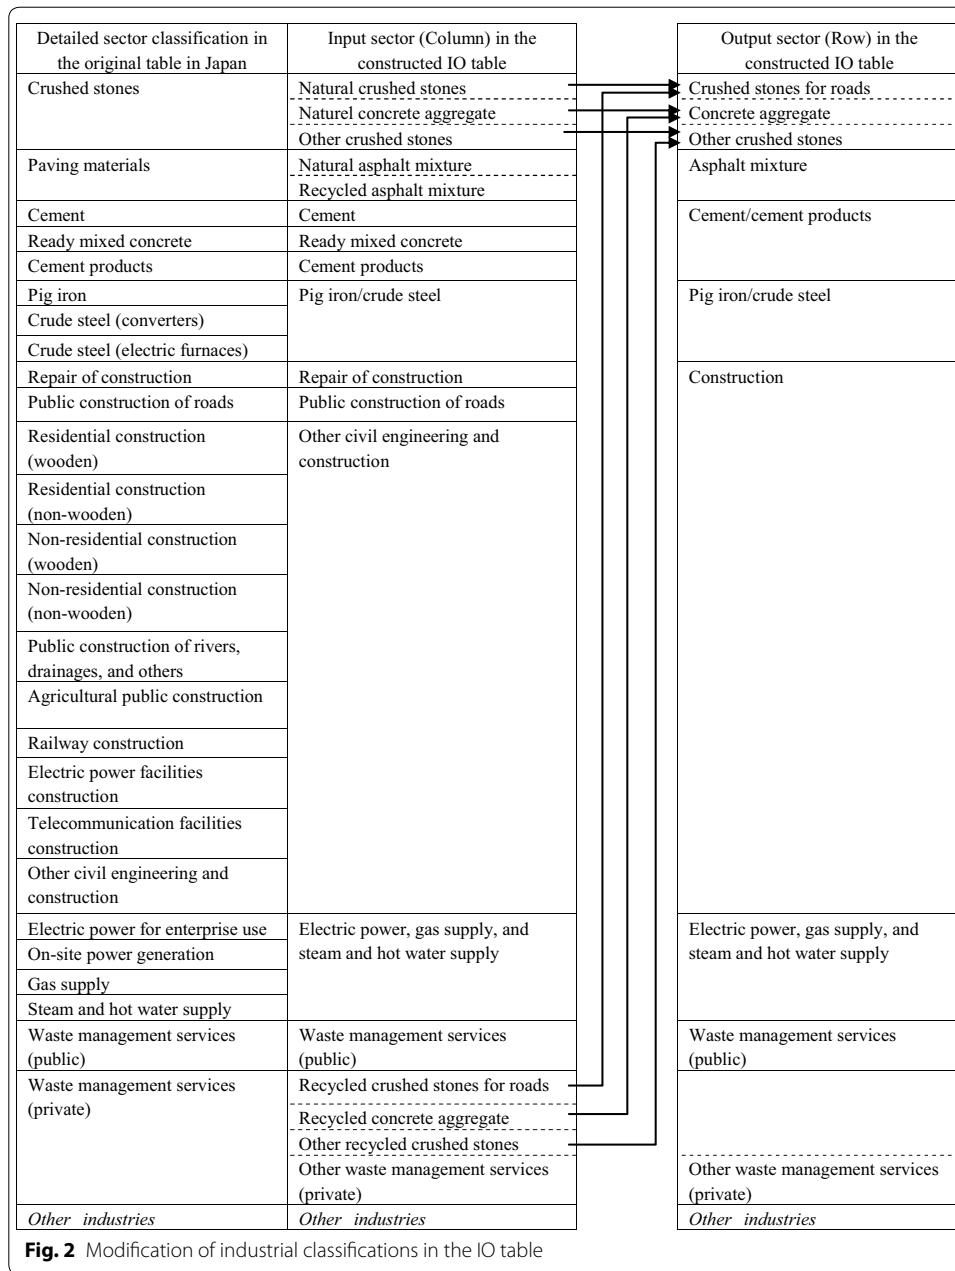 Detailed sector classification in
the original table in Japan
Input sector (Column) in the
constructed IO table
Output sector (Row) in the
constructed IO table
Crushed stones
Natural crushed stones
Crushed stones for roads
Naturel concrete aggregate
Concrete aggregate
Other crushed stones
Other crushed stones
Paving materials
Natural asphalt mixture
Asphalt mixture
Recycled asphalt mixture
Cement
Cement
Cement/cement products
Ready mixed concrete
Ready mixed concrete
Cement products
Cement products
Pig iron
Pig iron/crude steel
Pig iron/crude steel
Crude steel (converters)
Crude steel (electric furnaces)
Repair of construction
Repair of construction
Construction
Public construction of roads
Public construction of roads
Residential construction
(wooden)
Other civil engineering and
construction
Residential construction
(non-wooden)
Non-residential construction
(wooden)
Non-residential construction
(non-wooden)
Public construction of rivers,
drainages, and others
Agricultural public construction
Railway construction
Electric power facilities
construction
Telecommunication facilities
construction
Other civil engineering and
construction
Electric power for enterprise use
Electric power, gas supply, and
steam and hot water supply
Electric power, gas supply, and
steam and hot water supply
On-site power generation
Gas supply
Steam and hot water supply
Waste management services
(public)
Waste management services
(public)
Waste management services
(public)
Waste management services
(private)
Recycled crushed stones for roads
Recycled concrete aggregate
Other recycled crushed stones
Other waste management services
(private)
Other waste management services
(private)
Other industries
Other industries
Other industries
Fig. 2 Modification of industrial classifications in the IO table